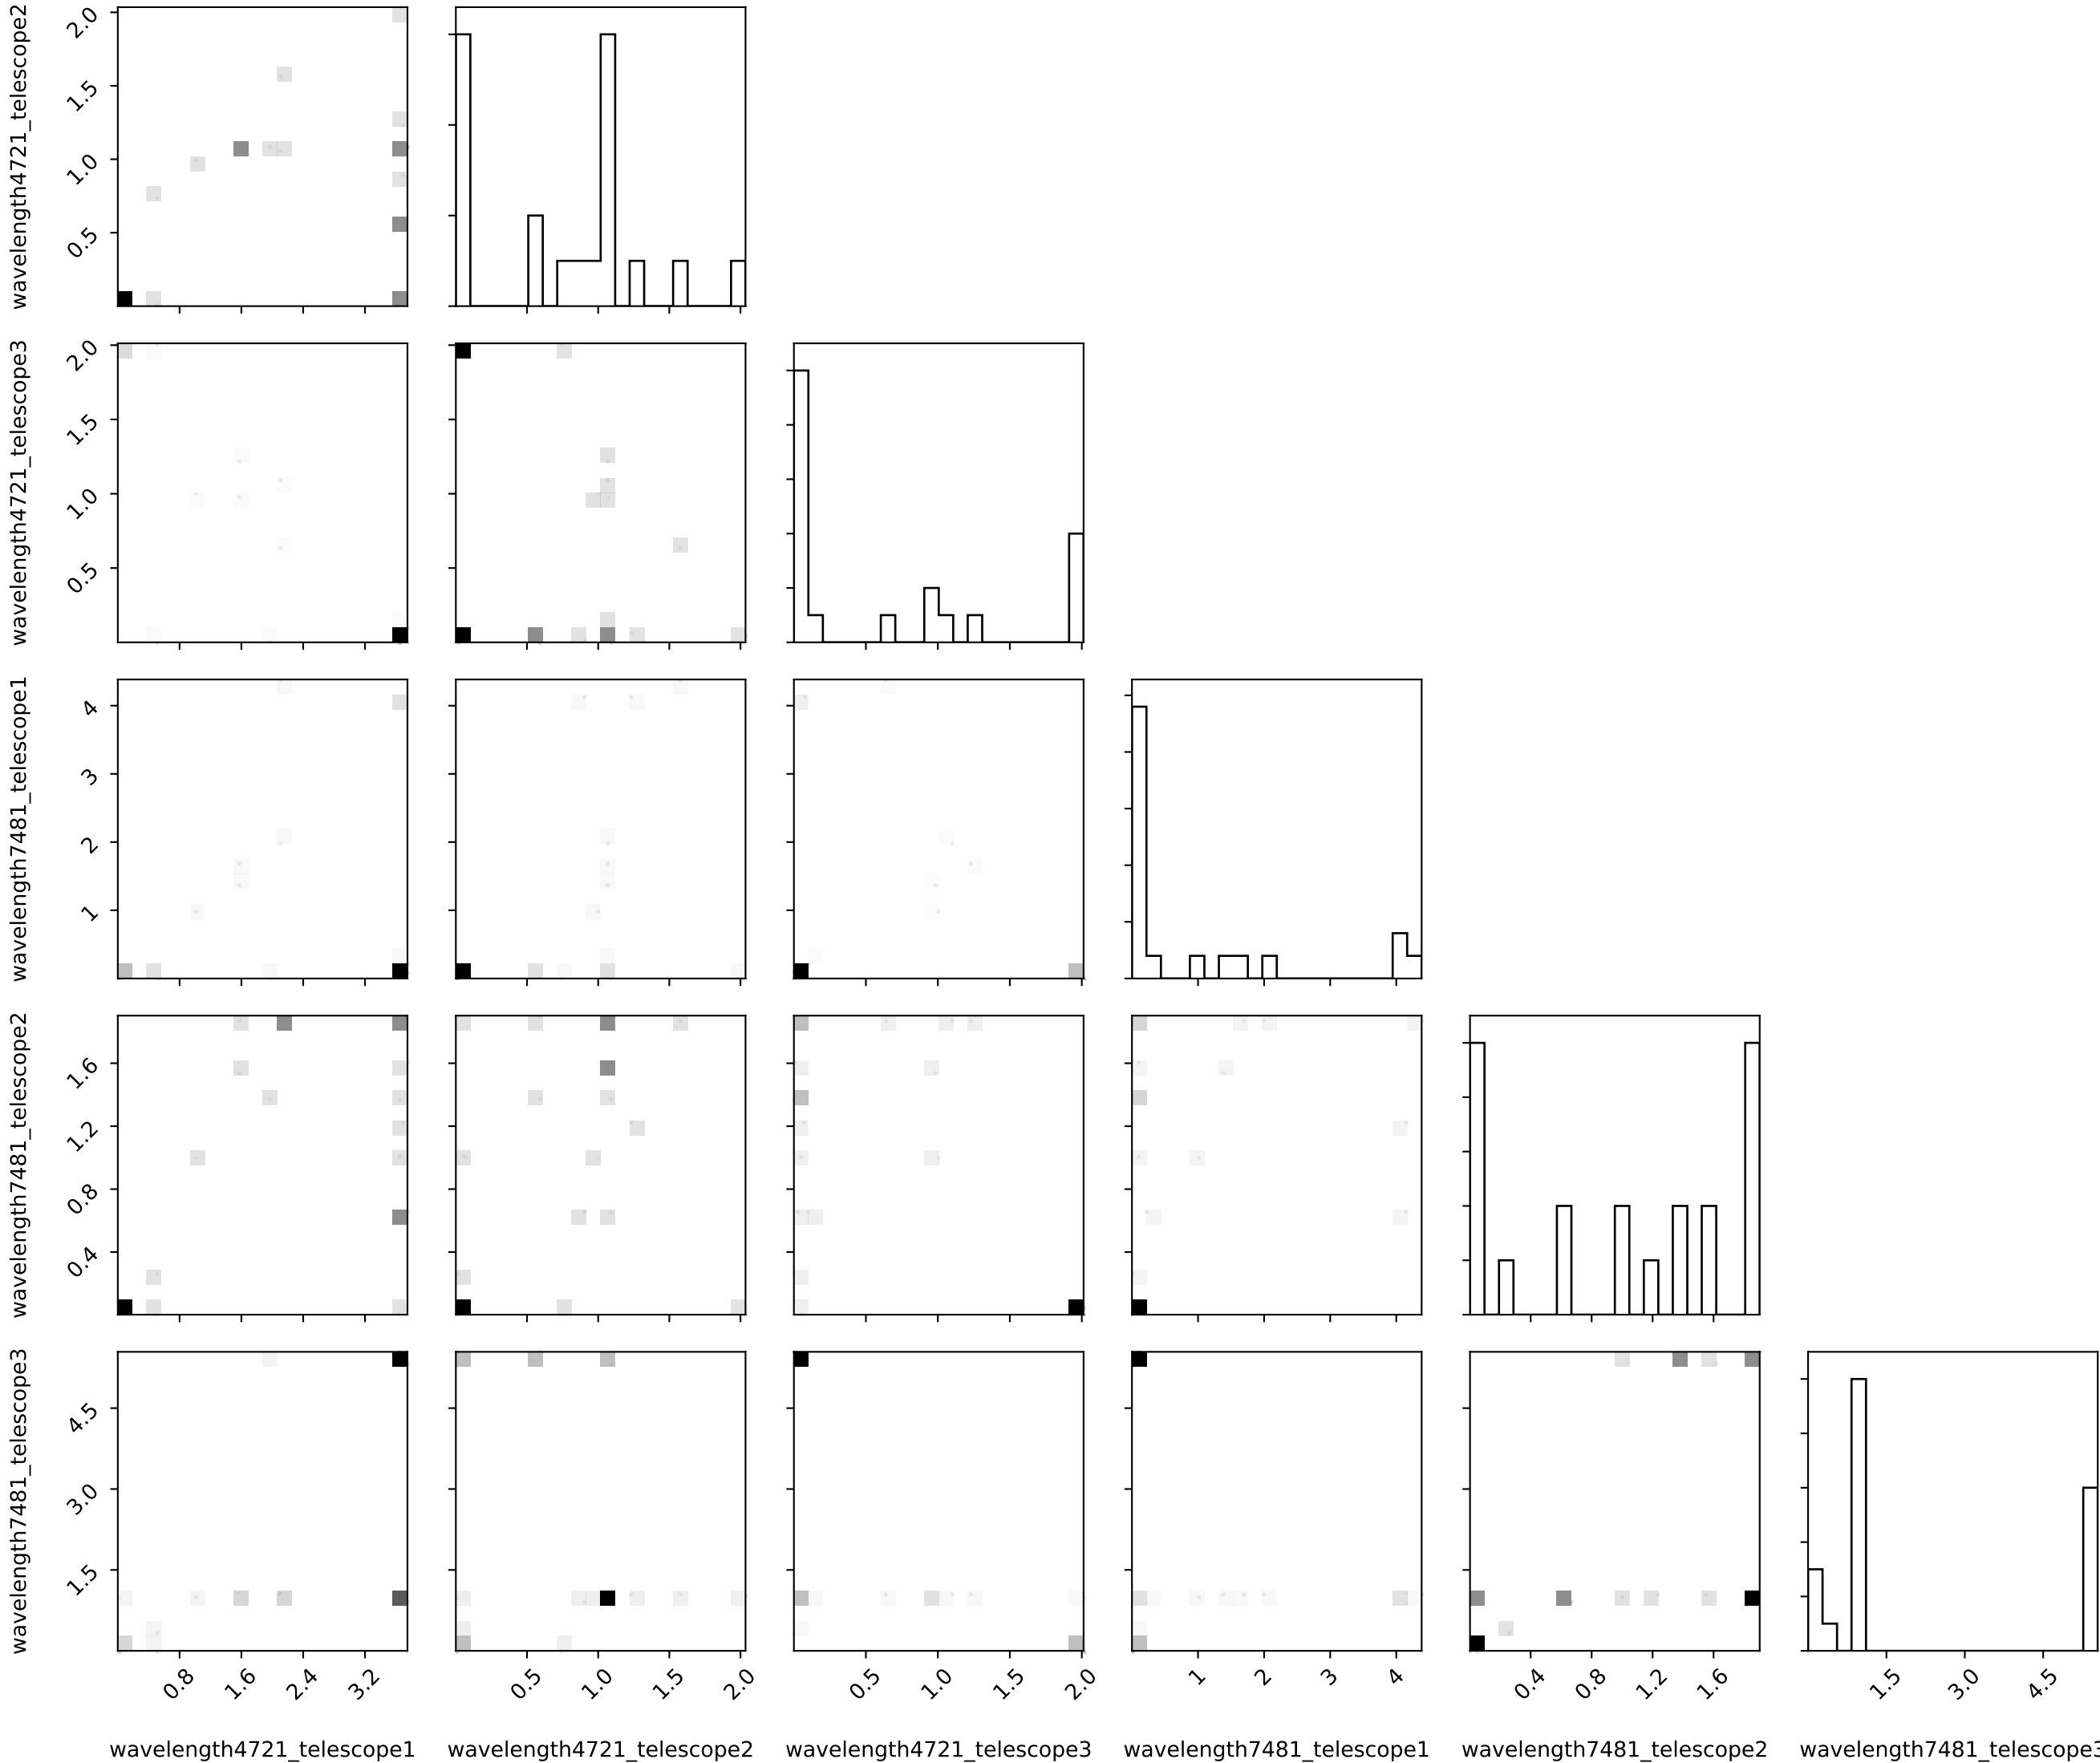 wavelength4721_telescope2
2.0
1.5
1.0
0.5
wavelength4721_telescope3
2.0
1.5
1.0
0.5
wavelength7481_telescope1
4
3
2
1
wavelength7481_telescope2
1.6
1.2
0.8
0.4
wavelength7481_telescope3
4.5
3.0
1.5
0.8 1.6 2.4 3.2
0.5 1.0 1.5 2.0
0.5 1.0 1.5 2.0
1 2 3 4
0.4 0.8 1.2 1.6
1.5 3.0 4.5
wavelength4721_telescope1
wavelength4721_telescope2
wavelength4721_telescope3
wavelength7481_telescope1
wavelength7481_telescope2
wavelength7481_telescope